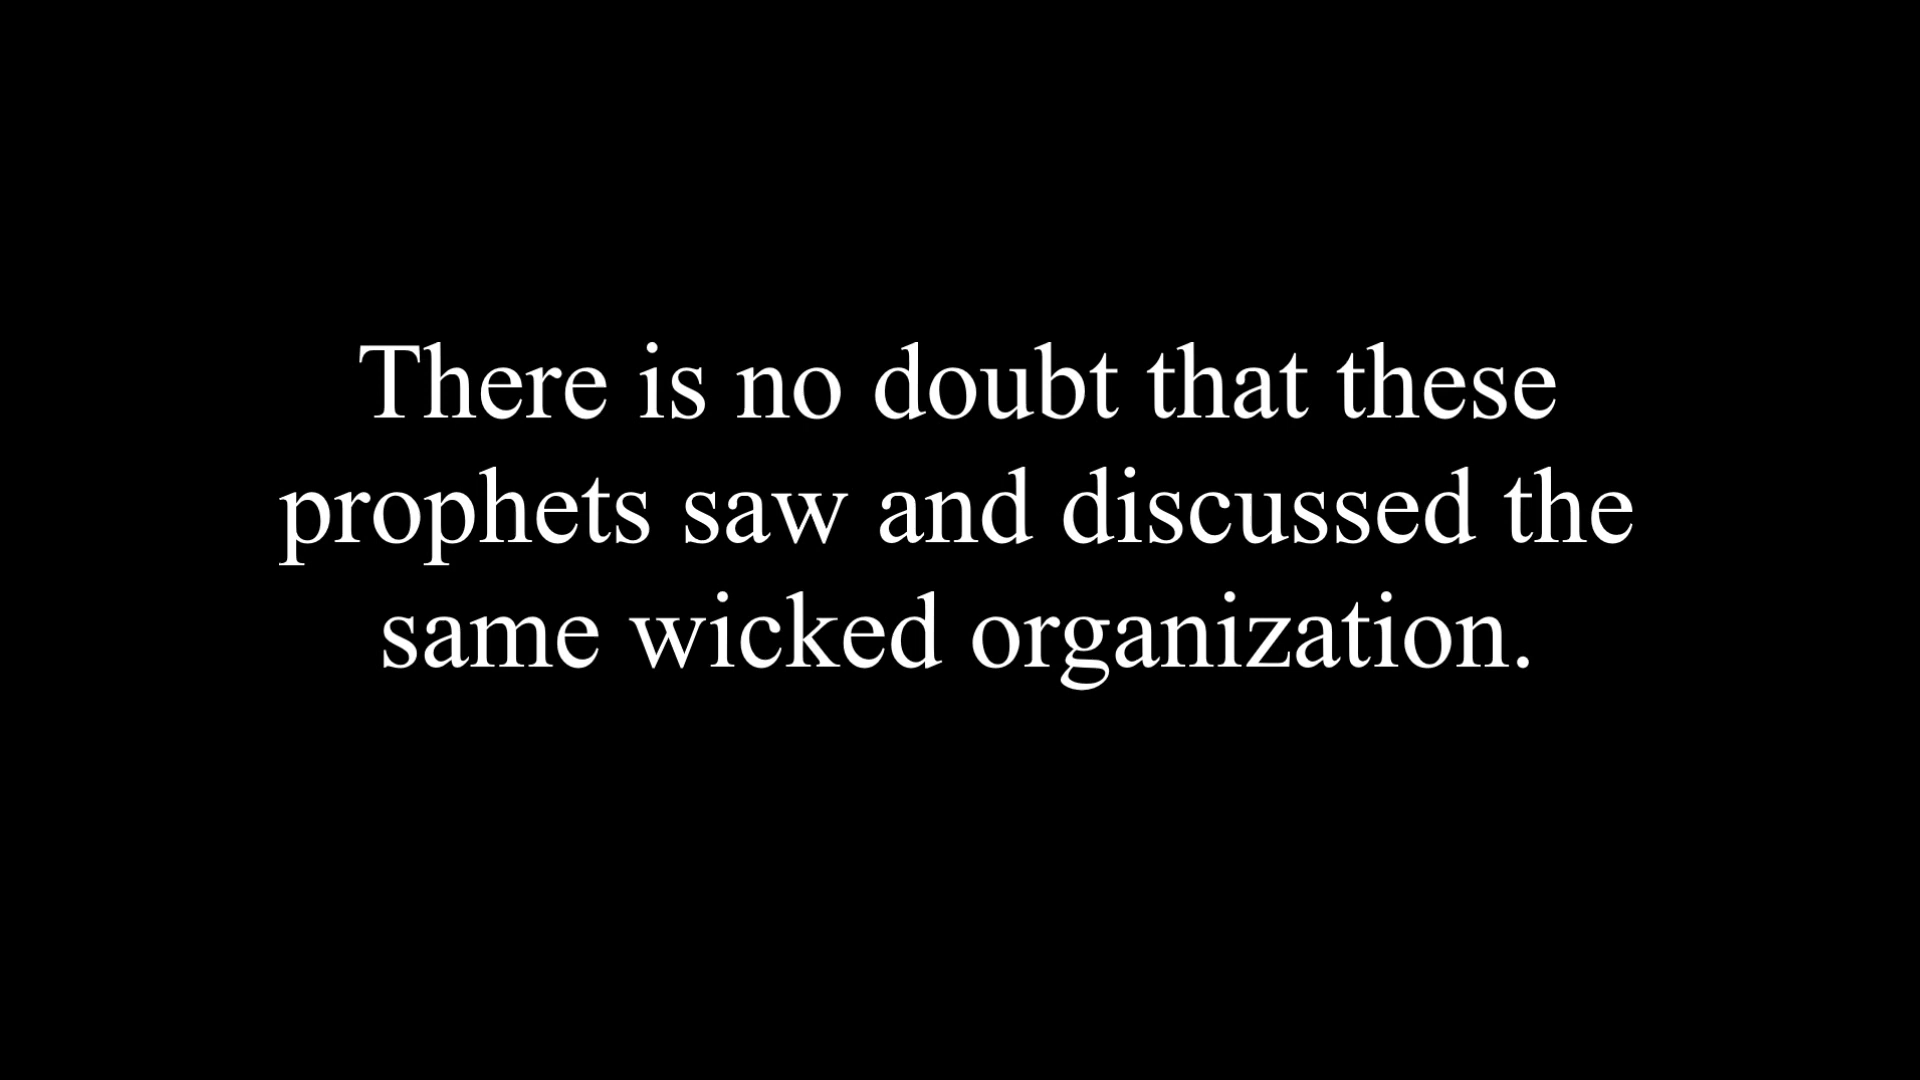 There is no doubt that these
prophets saw and discussed the
same wicked organization.